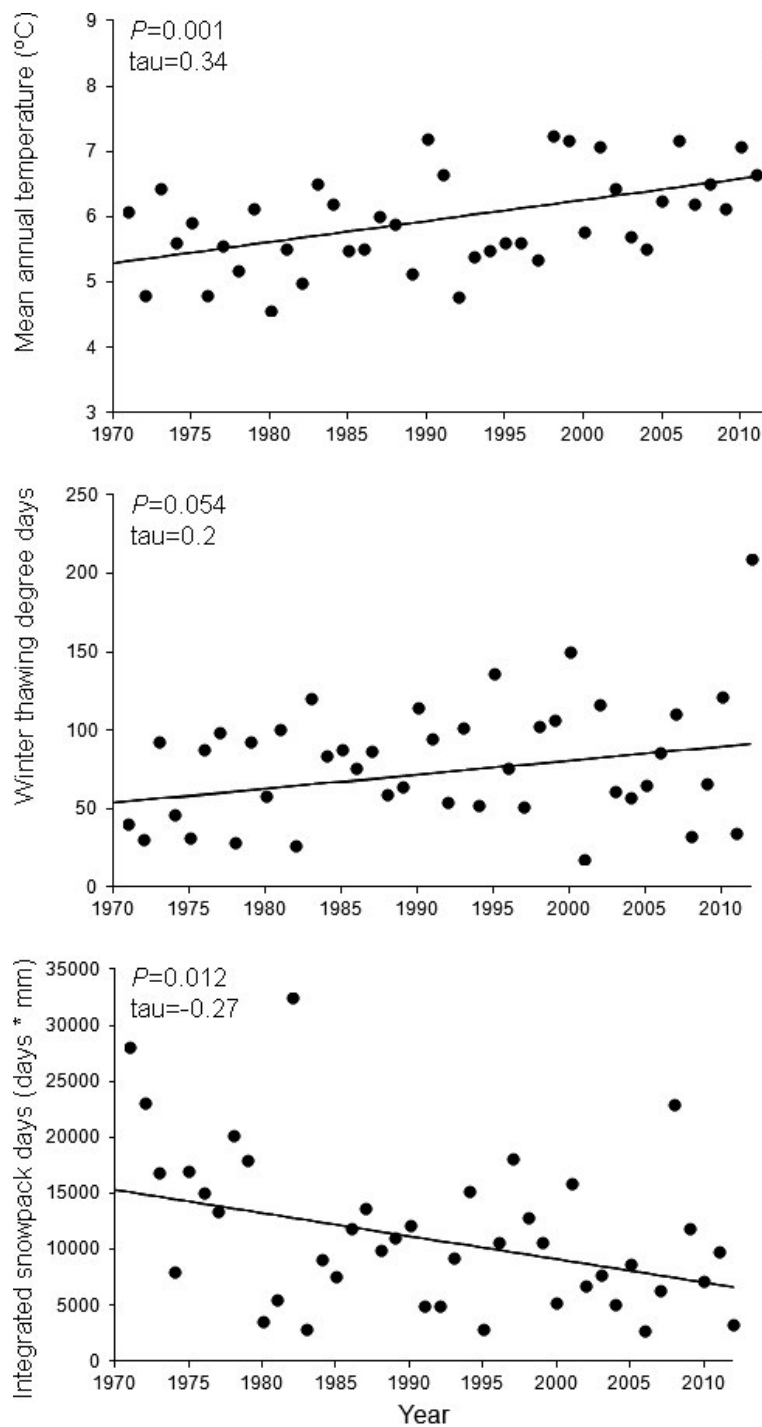 Mean annual temperature (ºC)
P=0.001
tau=0.34
9
8
7
6
5
4
3
1970 1975 1980 1985 1990 1995 2000 2005 2010
Winter thawing degree days
P=0.054
tau=0.2
250
200
150
100
50
0
1970 1975 1980 1985 1990 1995 2000 2005 2010
Integrated snowpack days (days * mm)
P=0.012
tau=-0.27
35000
30000
25000
20000
15000
10000
5000
0
1970 1975 1980 1985 1990 1995 2000 2005 2010
Year